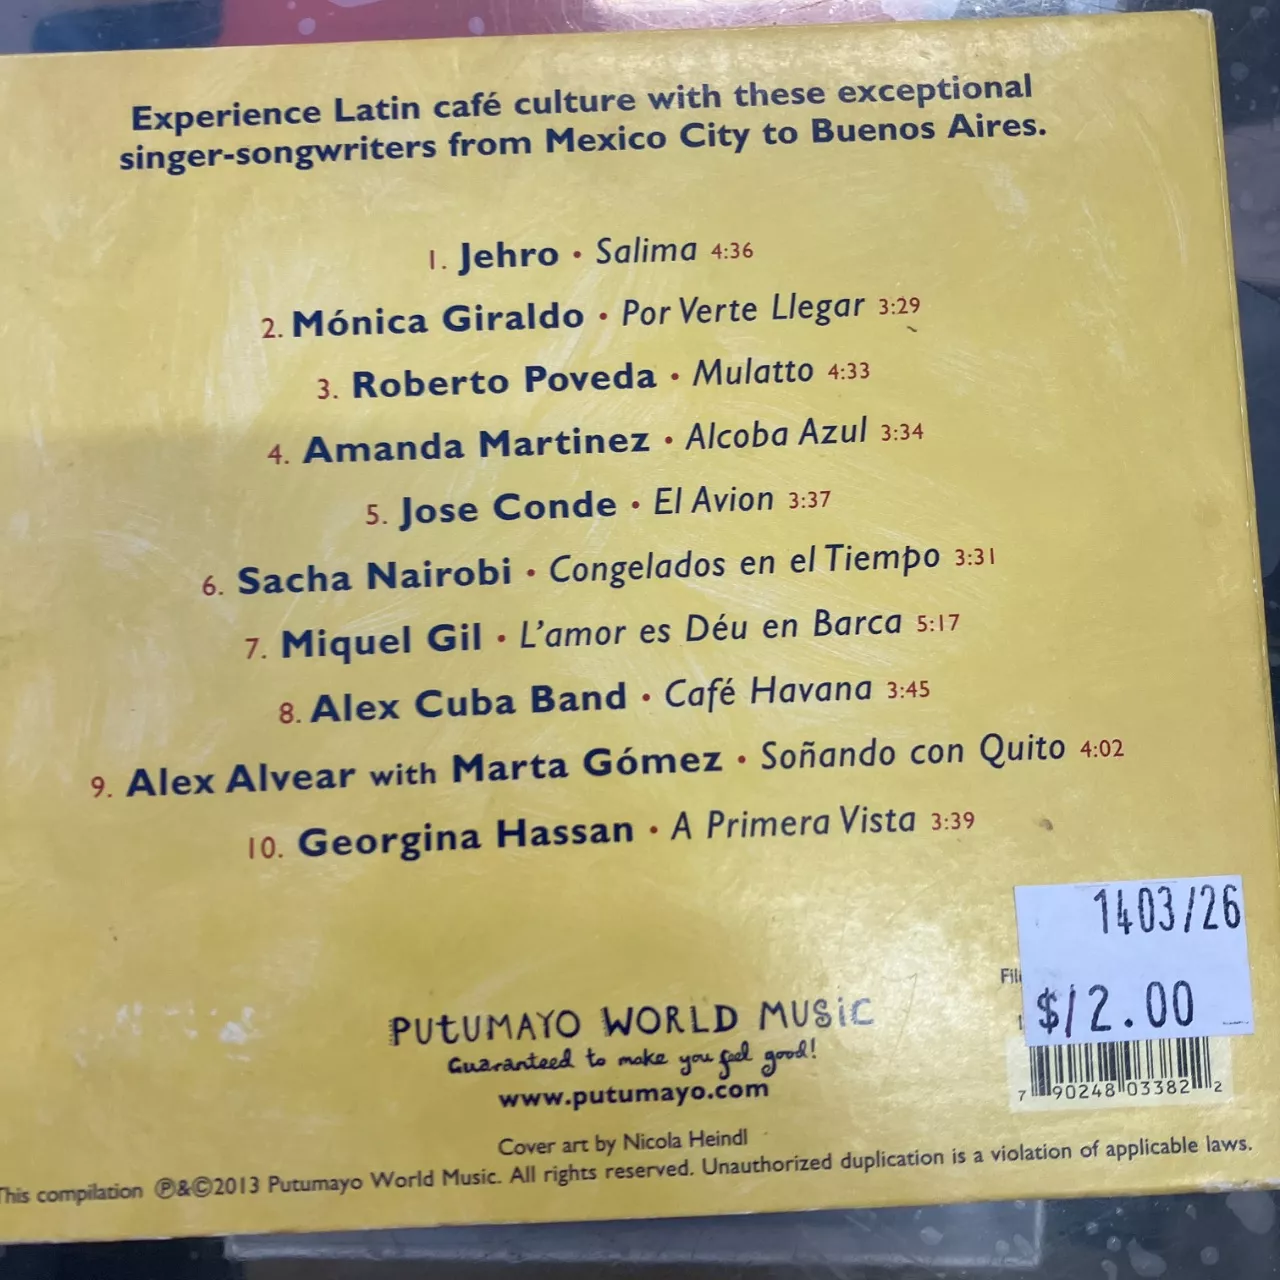 Experience Latin café culture with these exceptional
singer-songwriters from Mexico City to Buenos Aires.
1. Jehro • Salima 4:36
2. Mónica Giraldo • Por Verte Llegar 3:29
3. Roberto Poveda • Mulatto 4:33
4. Amanda Martinez • Alcoba Azul 3:34
5. Jose Conde • El Avion 3:37
6. Sacha Nairobi • Congelados en el Tiempo 3:31
7. Miquel Gil • L'amor es Déu en Barca 5:17
8. Alex Cuba Band • Café Havana 3:45
9. Alex Alvear with Marta Gómez • Soñando con Quito 4:02
10. Georgina Hassan • A Primera Vista 3:39
1403/26
$12.00
PUTUMAYO WORLD MUSIC
Guaranteed to make you feel good!
www.putumayo.com
7 90248 03382 2
Cover art by Nicola Heindl
This compilation ℗&©2013 Putumayo World Music. All rights reserved. Unauthorized duplication is a violation of applicable laws.